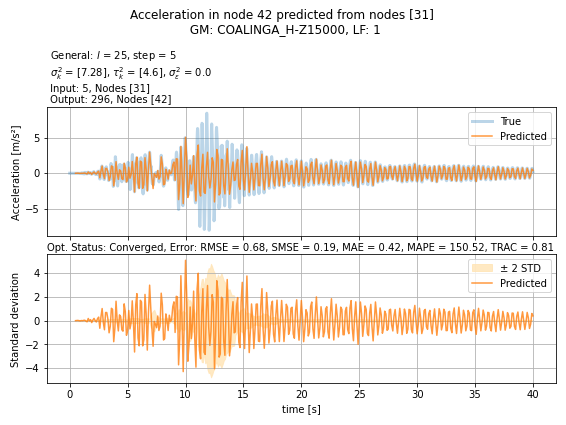 Acceleration in node 42 predicted from nodes [31]
GM: COALINGA_H-Z15000, LF: 1
General: l = 25, step = 5
σ²ₖ = [7.28], τ²ₖ = [4.6], σ²ₑ = 0.0
Input: 5, Nodes [31]
Output: 296, Nodes [42]
Acceleration [m/s²]
5
0
−5
True
Predicted
Opt. Status: Converged, Error: RMSE = 0.68, SMSE = 0.19, MAE = 0.42, MAPE = 150.52, TRAC = 0.81
Standard deviation
4
2
0
−2
−4
± 2 STD
Predicted
0 5 10 15 20 25 30 35 40
time [s]